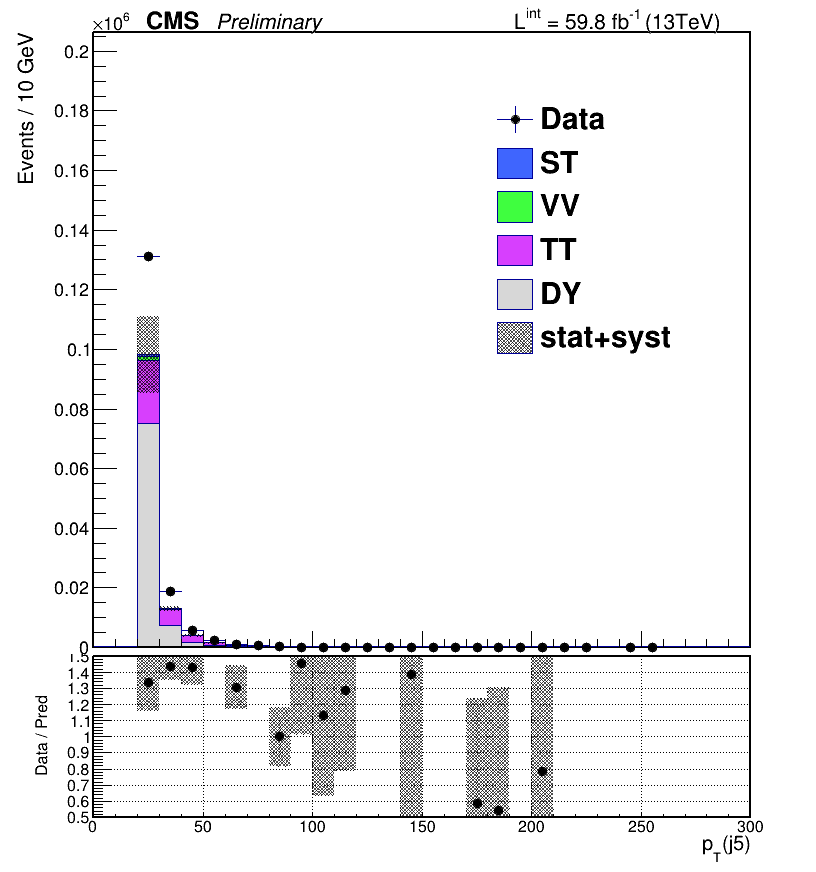 ×10⁶ CMS Preliminary L^int = 59.8 fb⁻¹ (13TeV)
Events / 10 GeV
0.2
0.18
0.16
0.14
0.12
0.1
0.08
0.06
0.04
0.02
0
Data
ST
VV
TT
DY
stat+syst
Data / Pred
1.5
1.4
1.3
1.2
1.1
1
0.9
0.8
0.7
0.6
0.5
0 50 100 150 200 250 300
p_T(j5)